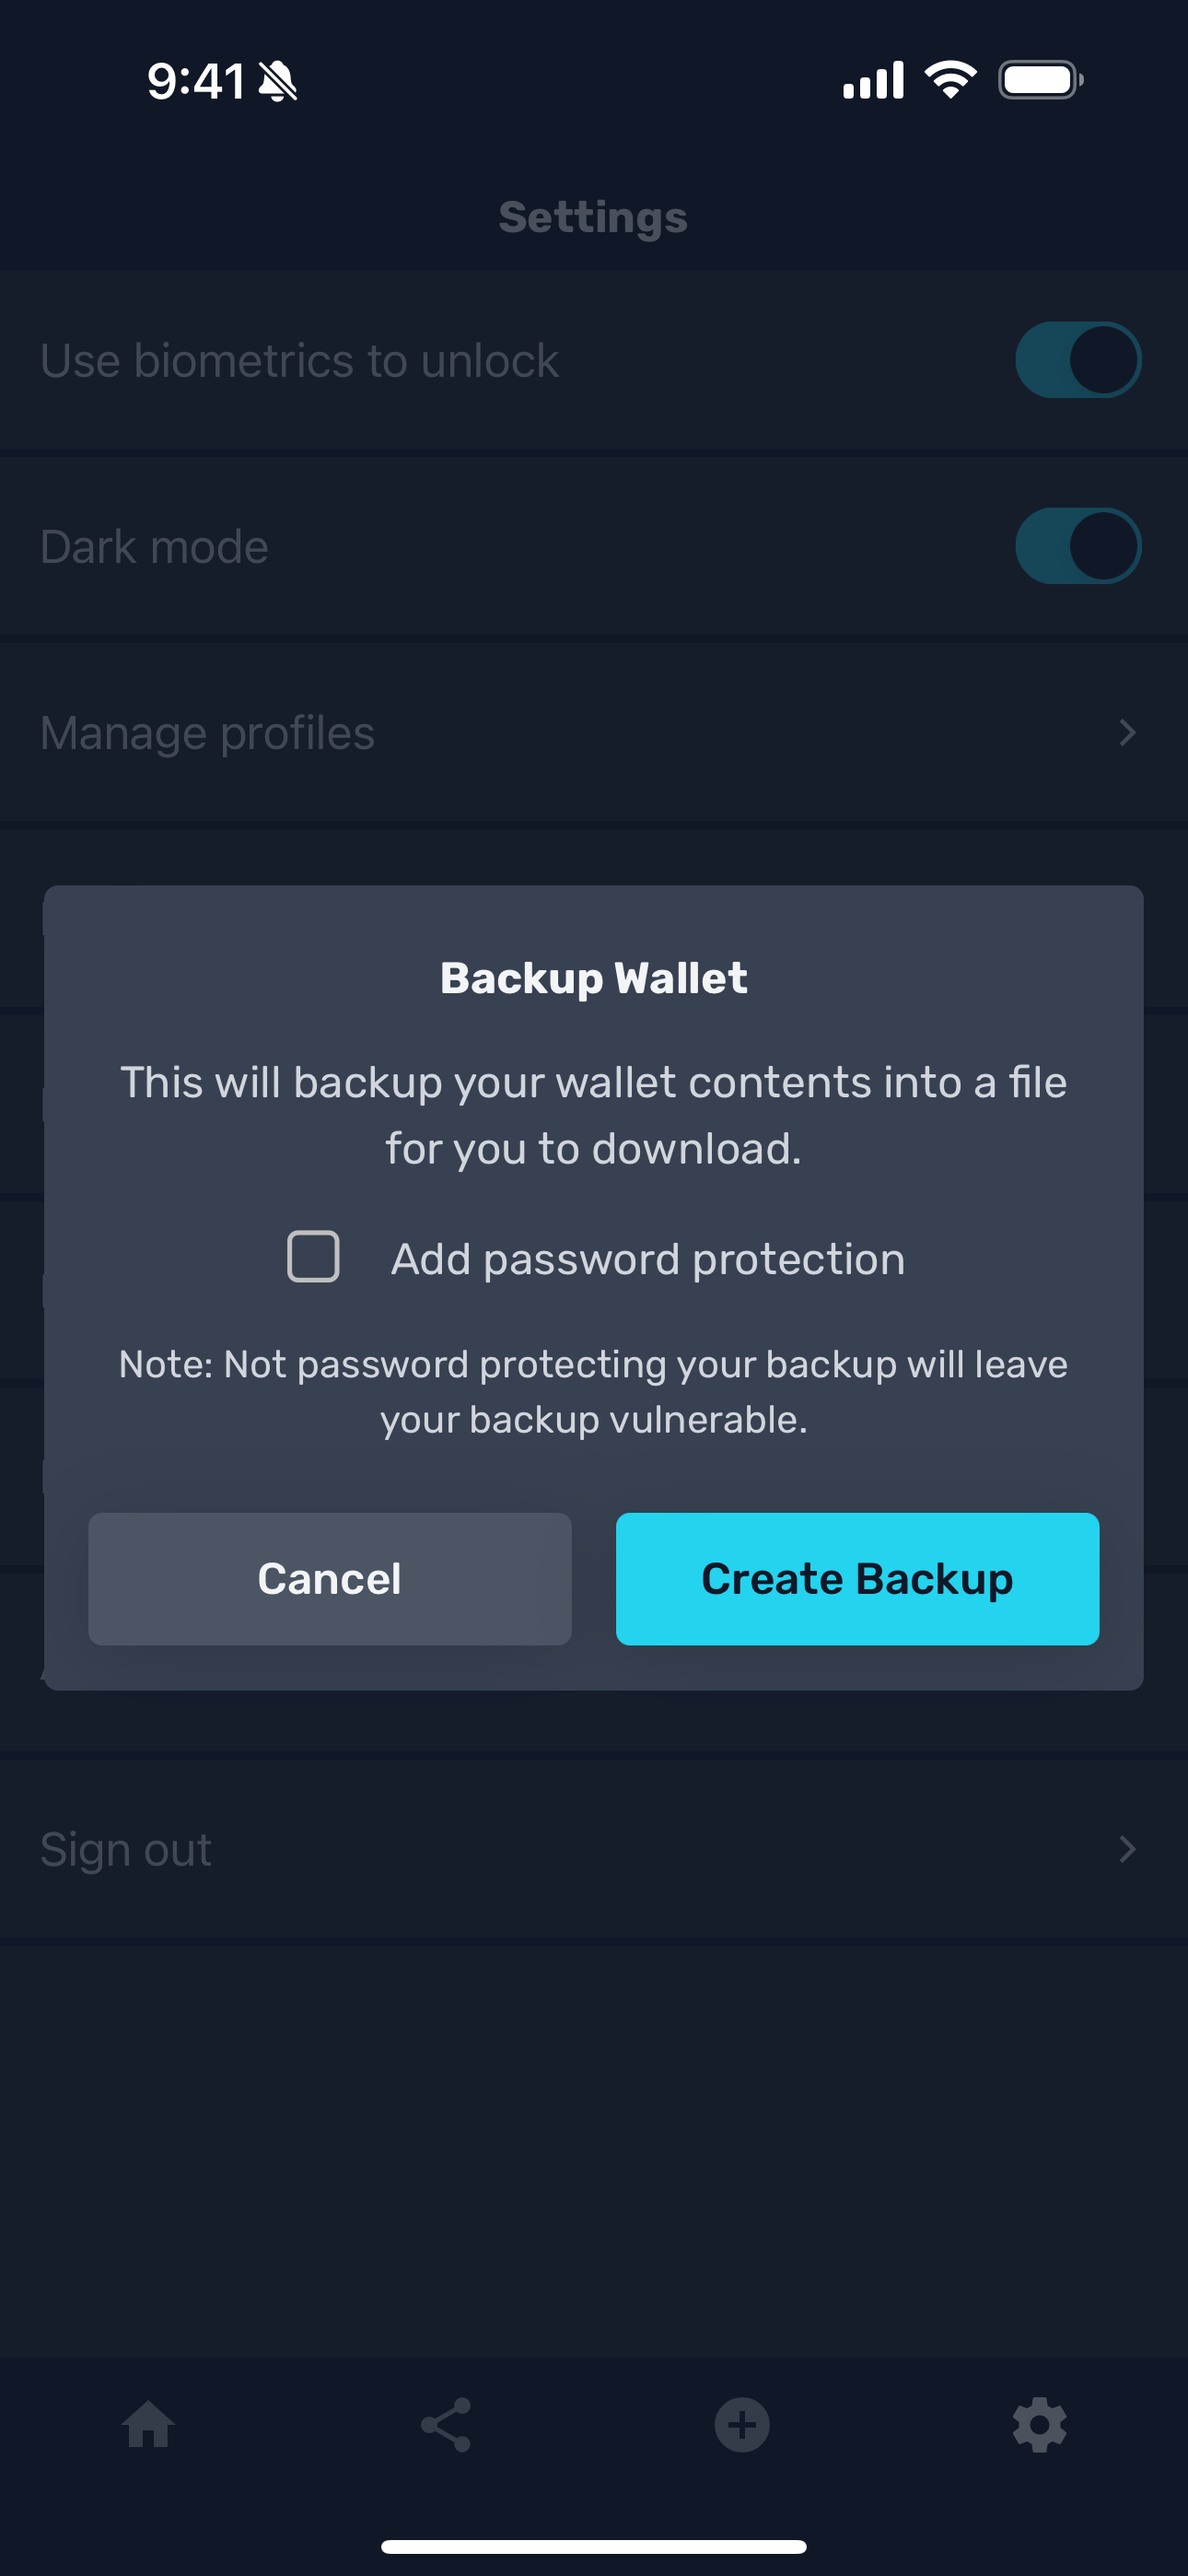 9:41
Settings
Use biometrics to unlock
Dark mode
Manage profiles
Backup Wallet
This will backup your wallet contents into a file
for you to download.
Add password protection
Note: Not password protecting your backup will leave
your backup vulnerable.
Cancel
Create Backup
Sign out